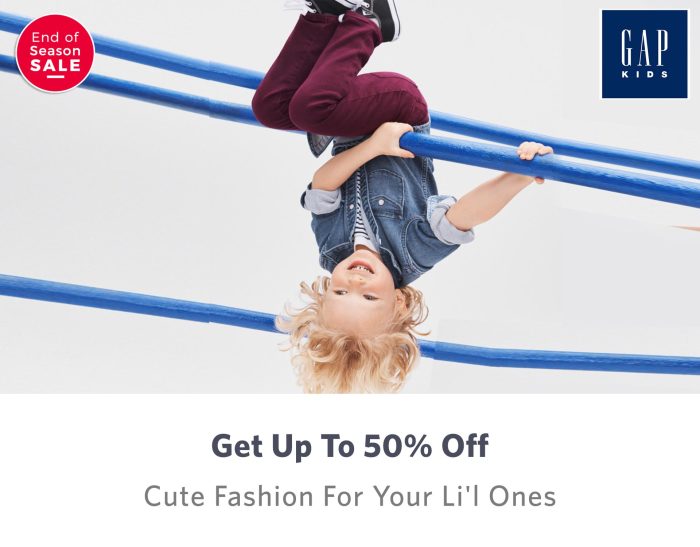 End of
Season
SALE
GAP
KIDS
Get Up To 50% Off
Cute Fashion For Your Li'l Ones